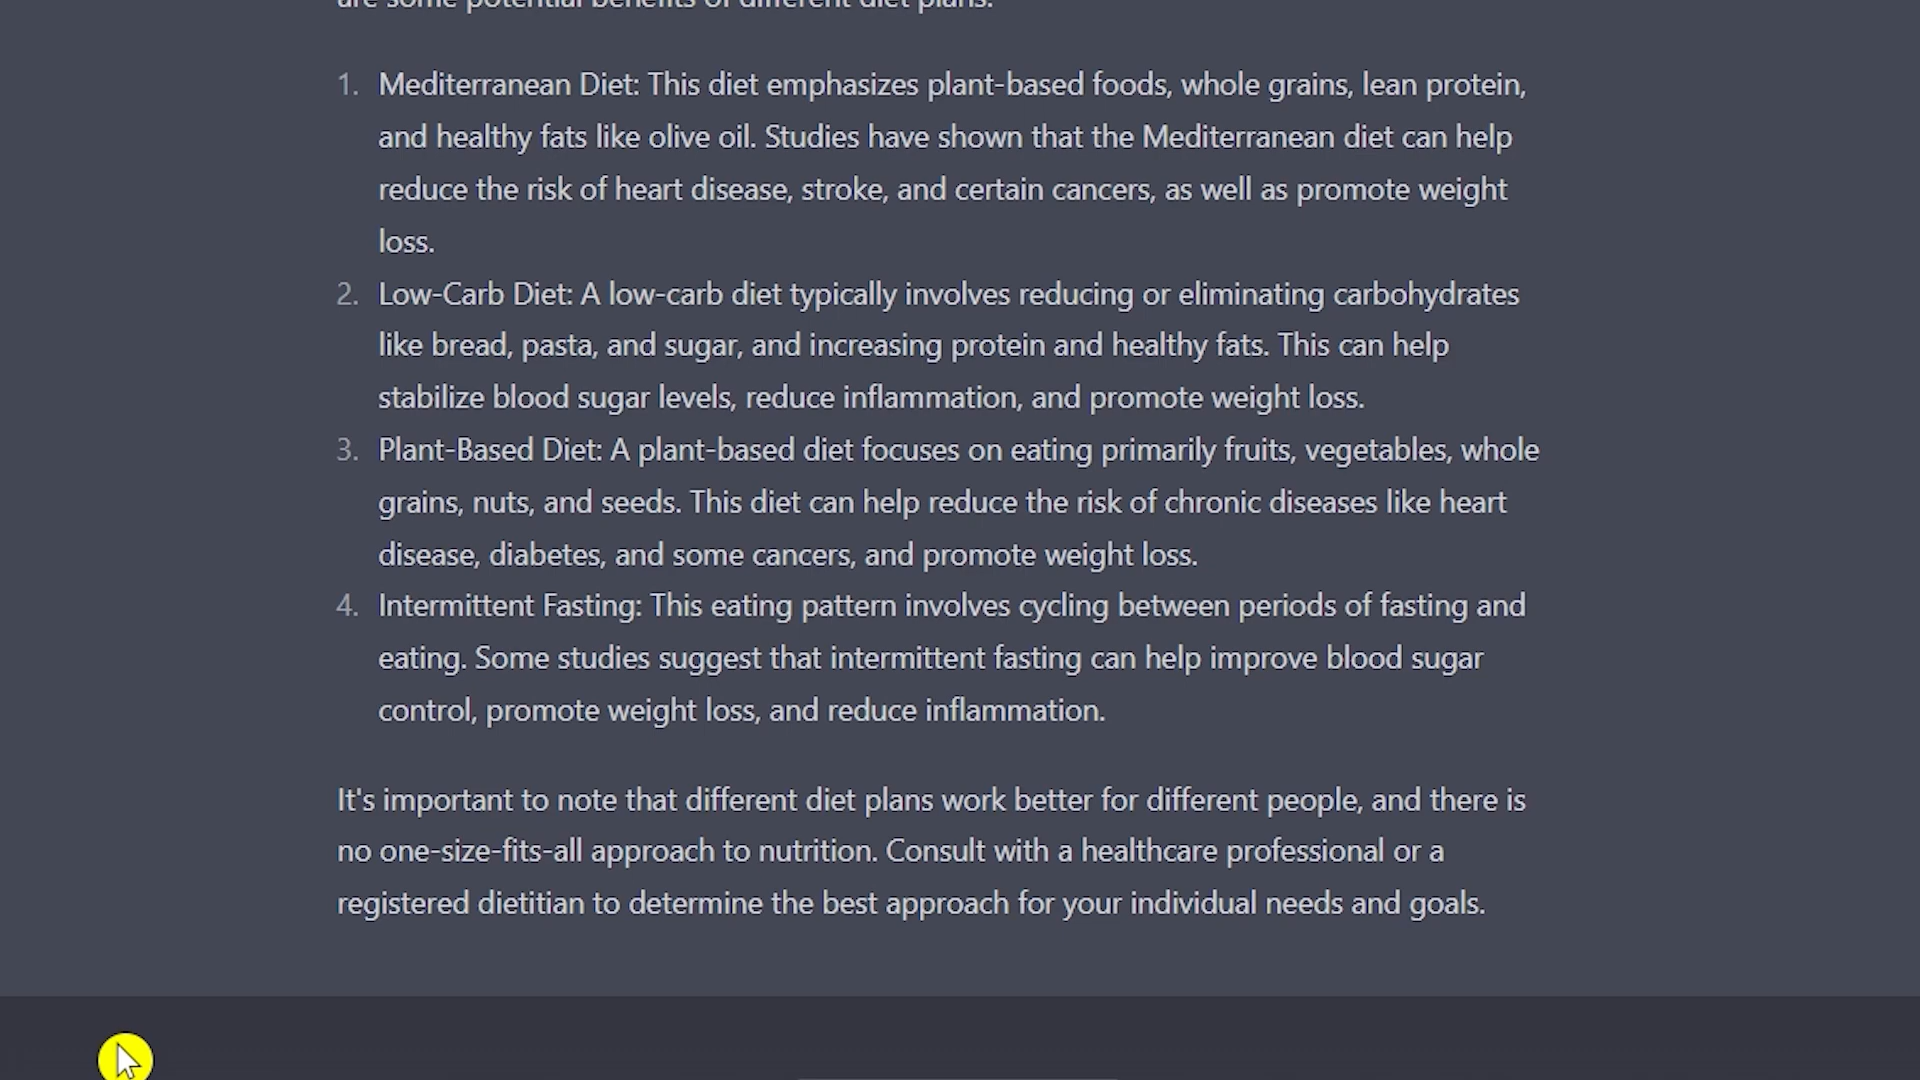 are some potential benefits of different diet plans:
1. Mediterranean Diet: This diet emphasizes plant-based foods, whole grains, lean protein,
and healthy fats like olive oil. Studies have shown that the Mediterranean diet can help
reduce the risk of heart disease, stroke, and certain cancers, as well as promote weight
loss.
2. Low-Carb Diet: A low-carb diet typically involves reducing or eliminating carbohydrates
like bread, pasta, and sugar, and increasing protein and healthy fats. This can help
stabilize blood sugar levels, reduce inflammation, and promote weight loss.
3. Plant-Based Diet: A plant-based diet focuses on eating primarily fruits, vegetables, whole
grains, nuts, and seeds. This diet can help reduce the risk of chronic diseases like heart
disease, diabetes, and some cancers, and promote weight loss.
4. Intermittent Fasting: This eating pattern involves cycling between periods of fasting and
eating. Some studies suggest that intermittent fasting can help improve blood sugar
control, promote weight loss, and reduce inflammation.
It's important to note that different diet plans work better for different people, and there is
no one-size-fits-all approach to nutrition. Consult with a healthcare professional or a
registered dietitian to determine the best approach for your individual needs and goals.